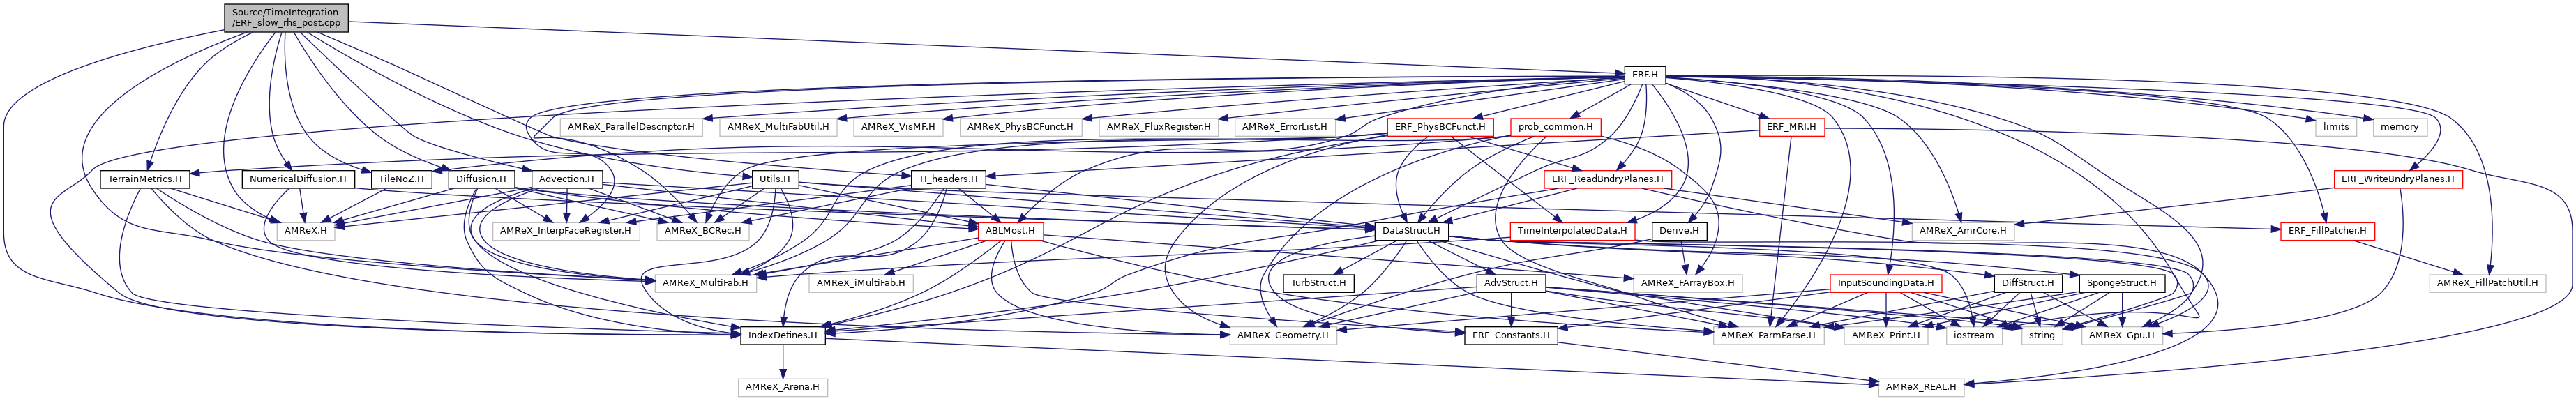 Source/TimeIntegration
/ERF_slow_rhs_post.cpp
ERF.H
AMReX_ParallelDescriptor.H
AMReX_MultiFabUtil.H
AMReX_VisMF.H
AMReX_PhysBCFunct.H
AMReX_FluxRegister.H
AMReX_ErrorList.H
ERF_PhysBCFunct.H
prob_common.H
ERF_MRI.H
limits
memory
TerrainMetrics.H
NumericalDiffusion.H
TileNoZ.H
Diffusion.H
Advection.H
Utils.H
TI_headers.H
ERF_ReadBndryPlanes.H
ERF_WriteBndryPlanes.H
AMReX.H
AMReX_InterpFaceRegister.H
AMReX_BCRec.H
ABLMost.H
DataStruct.H
TimeInterpolatedData.H
Derive.H
AMReX_AmrCore.H
ERF_FillPatcher.H
AMReX_MultiFab.H
AMReX_iMultiFab.H
TurbStruct.H
AdvStruct.H
AMReX_FArrayBox.H
InputSoundingData.H
DiffStruct.H
SpongeStruct.H
AMReX_FillPatchUtil.H
IndexDefines.H
AMReX_Geometry.H
ERF_Constants.H
AMReX_ParmParse.H
AMReX_Print.H
iostream
string
AMReX_Gpu.H
AMReX_Arena.H
AMReX_REAL.H